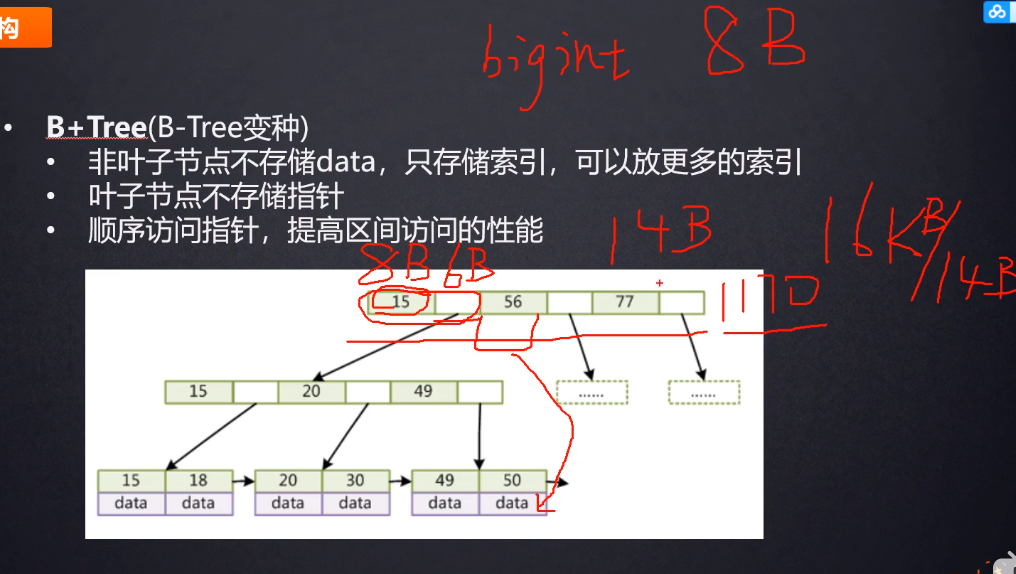 构
bigint 8B
B+Tree(B-Tree变种)
非叶子节点不存储data，只存储索引，可以放更多的索引
叶子节点不存储指针
顺序访问指针，提高区间访问的性能
14B 16KB/14B
8B 6B
15 56 77 1170
15 20 49 …… ……
15 18 20 30 49 50
data data data data data data